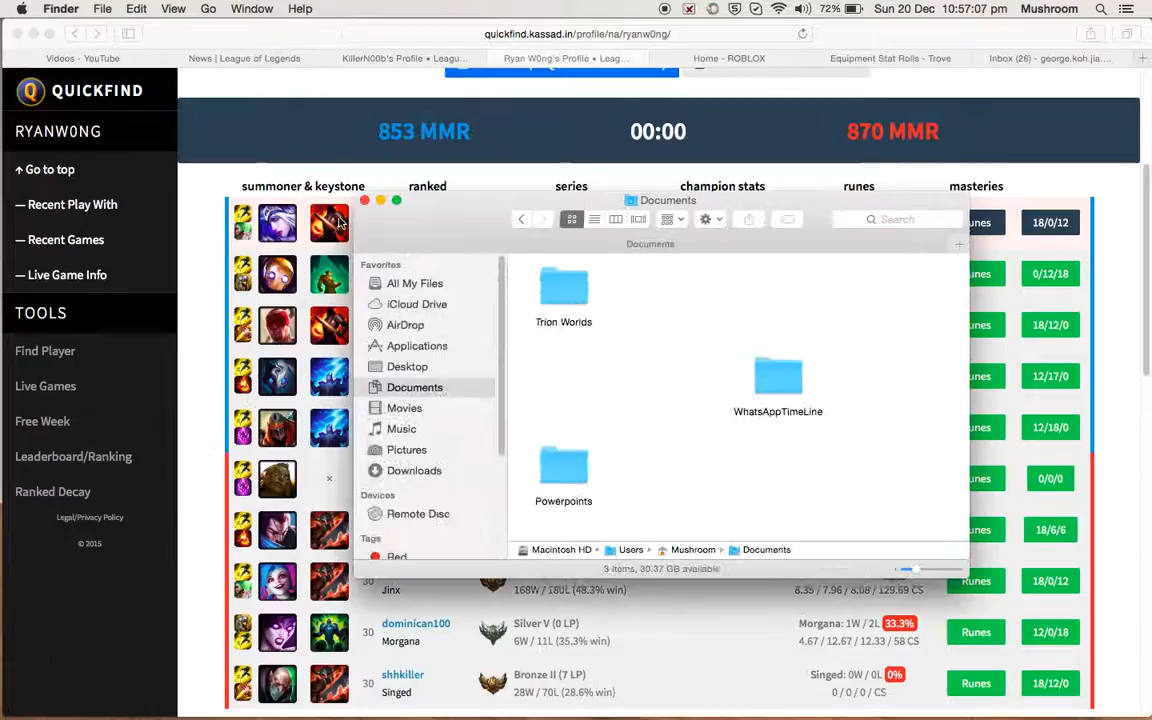 Finder File Edit View Go Window Help 72% Sun 20 Dec 10:57:07 pm Mushroom
quickfind.kassad.in/profile/na/ryanw0ng/
Videos - YouTube News | League of Legends KillerN00b's Profile • Leagu... Ryan W0ng's Profile • Leag... Home - ROBLOX Equipment Stat Rolls - Trove Inbox (26) - george.koh.jia....
QUICKFIND
RYANW0NG
↑ Go to top
— Recent Play With
— Recent Games
— Live Game Info
TOOLS
Find Player
Live Games
Free Week
Leaderboard/Ranking
Ranked Decay
Legal/Privacy Policy
© 2015
853 MMR 00:00 870 MMR
summoner & keystone ranked series champion stats runes masteries
unes 18/0/12
unes 0/12/18
unes 18/12/0
unes 12/17/0
unes 12/18/0
unes 0/0/0
unes 18/6/6
Runes 18/0/12
Documents
Search
Documents
Favorites
All My Files
iCloud Drive
AirDrop
Applications
Desktop
Documents
Movies
Music
Pictures
Downloads
Devices
Remote Disc
Tags
Red
Trion Worlds
WhatsAppTimeLine
Powerpoints
Macintosh HD Users Mushroom Documents
3 items, 30.37 GB available
30 Jinx 168W / 180L (48.3% win) 8.35 / 7.96 / 8.08 / 129.69 CS
30 dominican100 Silver V (0 LP) Morgana: 1W / 2L 33.3% Runes 12/0/18
Morgana 6W / 11L (35.3% win) 4.67 / 12.67 / 12.33 / 58 CS
30 shhkiller Bronze II (7 LP) Singed: 0W / 0L 0% Runes 18/12/0
Singed 28W / 70L (28.6% win) 0 / 0 / 0 / CS